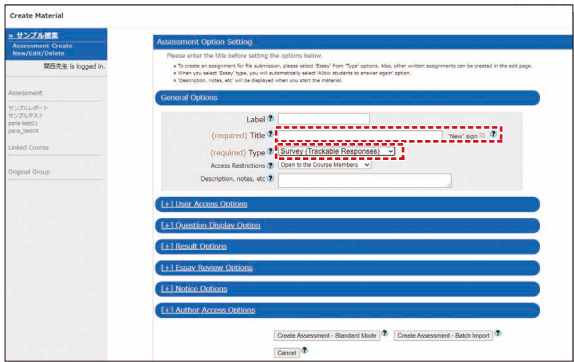 Create Material
» サンプル授業
Assessment Create
New/Edit/Delete
関西先生 is logged in.
Assessment
サンプルレポート
サンプルテスト
pana-test01
pana_test05
Linked Course
Original Group
Assessment Option Setting
Please enter the title before setting the options below.
※ To create an assignment for file submission, please select "Essay" from "Type" options. Also, other written assignments can be created in the edit page.
※ When you select "Essay" type, you will automatically select "Allow students to answer again" option.
※ "Description, notes, etc" will be displayed when you start the material.
General Options
Label ?
(required) Title ? "New" sign ?
(required) Type ? Survey (Trackable Responses)
Access Restrictions ? Open to the Course Members
Description, notes, etc ?
[+] User Access Options
[+] Question Display Option
[+] Result Options
[+] Essay Review Options
[+] Notice Options
[+] Author Access Options
Create Assessment - Standard Mode ? Create Assessment - Batch Import ?
Cancel ?